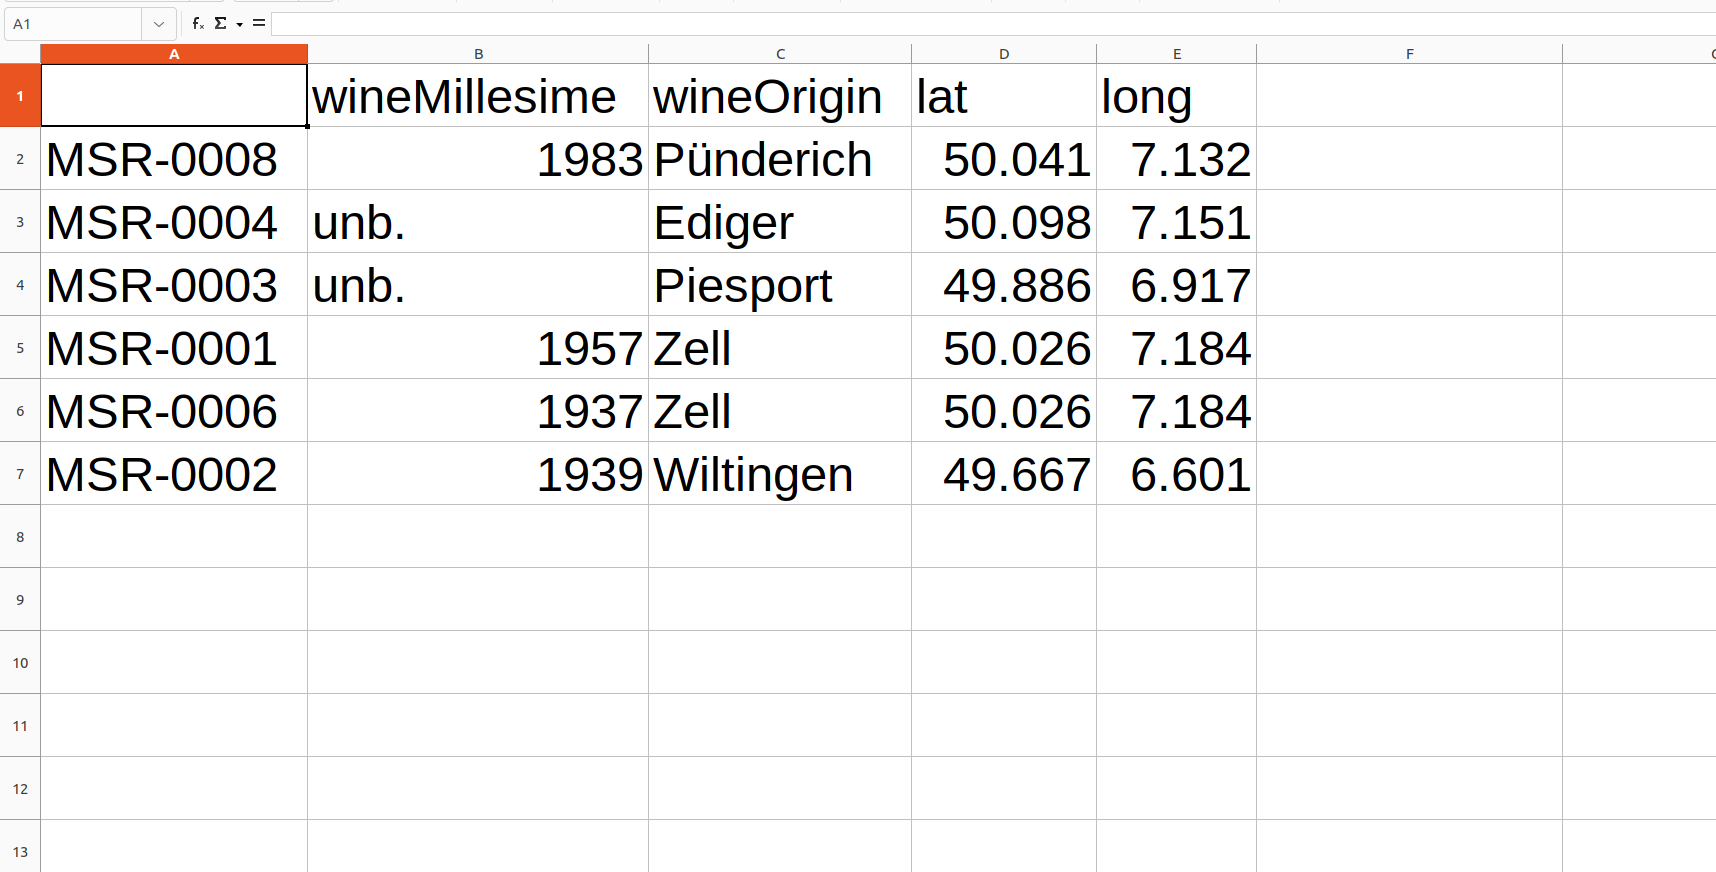 A1 fx Σ =
A B C D E F
1 wineMillesime wineOrigin lat long
2 MSR-0008 1983 Pünderich 50.041 7.132
3 MSR-0004 unb. Ediger 50.098 7.151
4 MSR-0003 unb. Piesport 49.886 6.917
5 MSR-0001 1957 Zell 50.026 7.184
6 MSR-0006 1937 Zell 50.026 7.184
7 MSR-0002 1939 Wiltingen 49.667 6.601
8
9
10
11
12
13